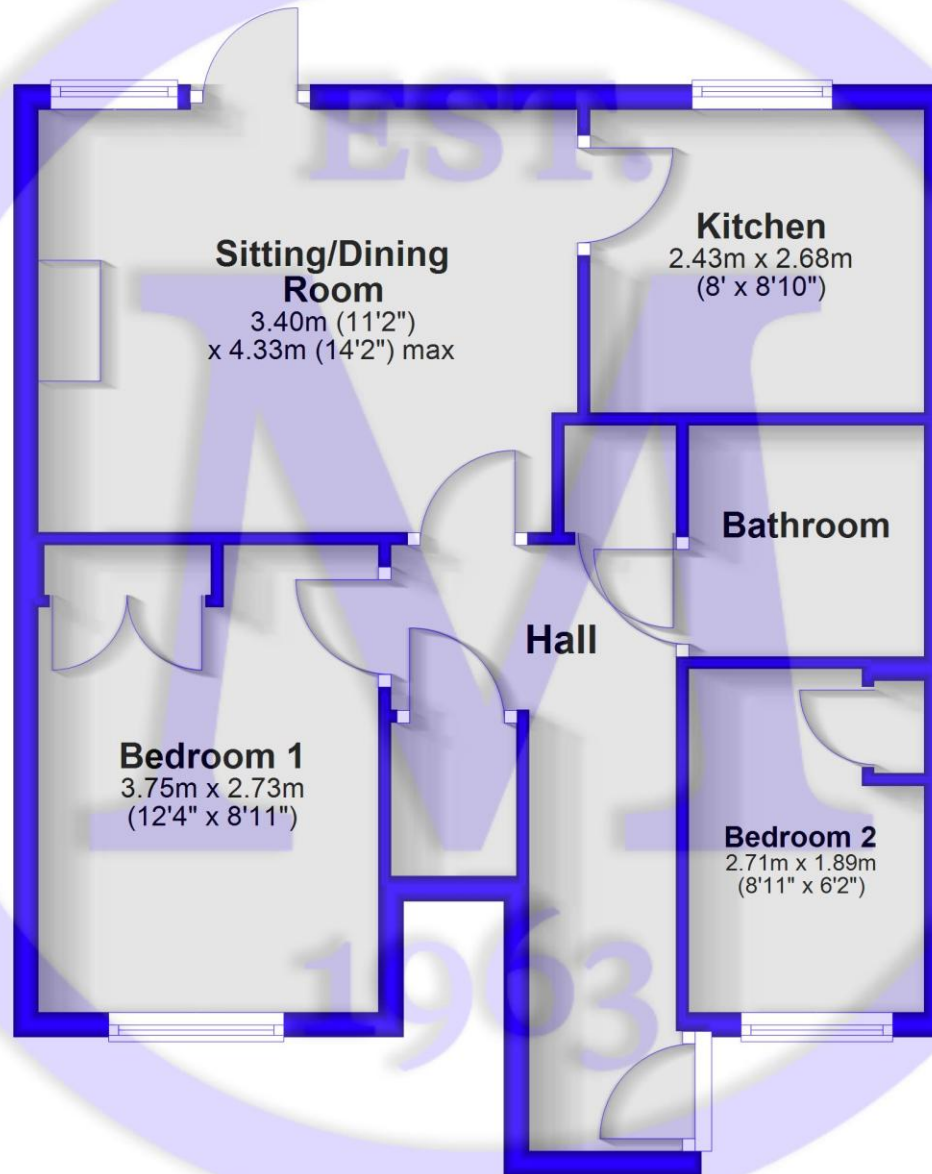 EST.
Sitting/Dining
Room
3.40m (11'2")
x 4.33m (14'2") max
Kitchen
2.43m x 2.68m
(8' x 8'10")
M
Bathroom
Hall
Bedroom 1
3.75m x 2.73m
(12'4" x 8'11")
Bedroom 2
2.71m x 1.89m
(8'11" x 6'2")
1963